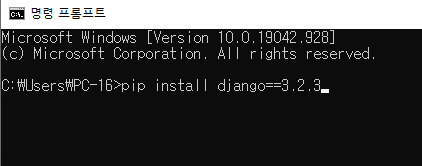 명령 프롬프트
Microsoft Windows [Version 10.0.19042.928]
(c) Microsoft Corporation. All rights reserved.
C:₩Users₩PC-16>pip install django==3.2.3